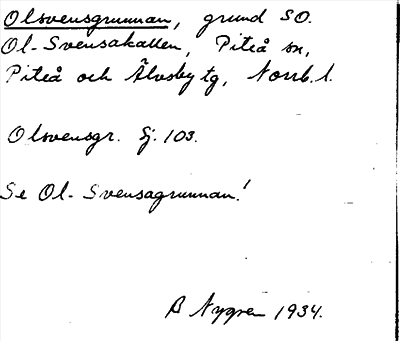 Olsvensgrunnan, grund SO.
Ol-Svensakallen, Piteå sn,
Piteå och Älvsby tg, Norrb. l.
Olsvensgr. Sj. 103.
Se Ol-Svensagrunnan!
B Nygren 1934.